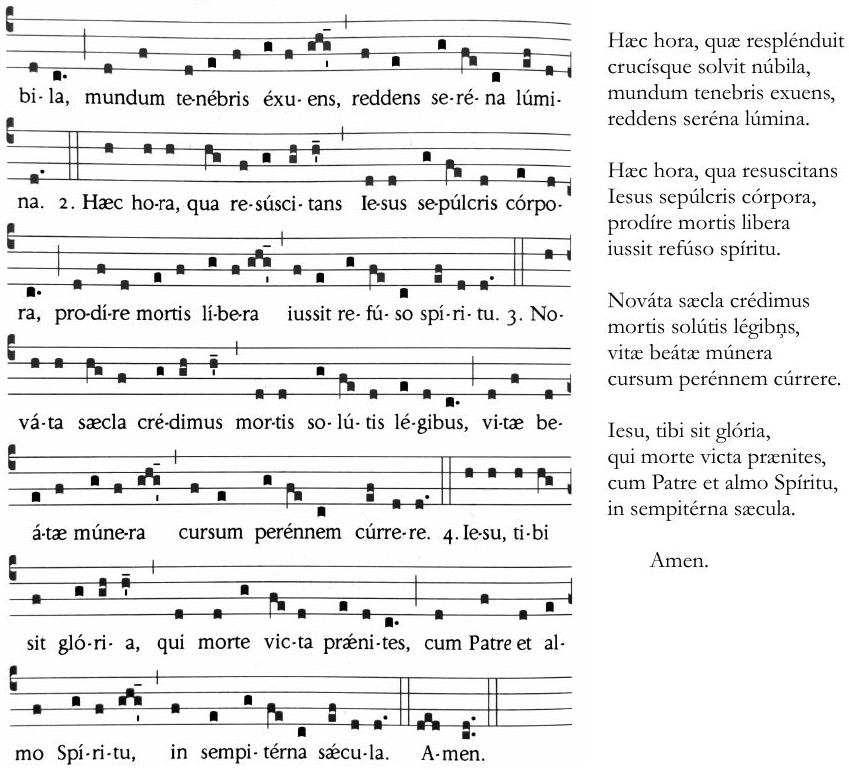 bi-la, mundum te-nébris éxu-ens, reddens se-ré-na lúmi-
na. 2. Hæc ho-ra, qua re-súsci-tans Ie-sus se-púlcris córpo-
ra, pro-dí-re mortis lí-be-ra iussit re-fú-so spí-ri-tu. 3. No-
vá-ta sæcla cré-dimus mor-tis so-lú-tis lé-gibus, vi-tæ be-
á-tæ múne-ra cursum perénnem cúrre-re. 4. Ie-su, ti-bi
sit gló-ri-a, qui morte vic-ta præni-tes, cum Patre et al-
mo Spí-ri-tu, in sempi-térna sǽcu-la. A-men.
Hæc hora, quæ resplénduit
crucísque solvit núbila,
mundum tenebris exuens,
reddens seréna lúmina.
Hæc hora, qua resuscitans
Iesus sepúlcris córpora,
prodíre mortis libera
iussit refúso spíritu.
Nováta sæcla crédimus
mortis solútis légibņs,
vitæ beátæ múnera
cursum perénnem cúrrere.
Iesu, tibi sit glória,
qui morte victa prænites,
cum Patre et almo Spíritu,
in sempitérna sæcula.
Amen.